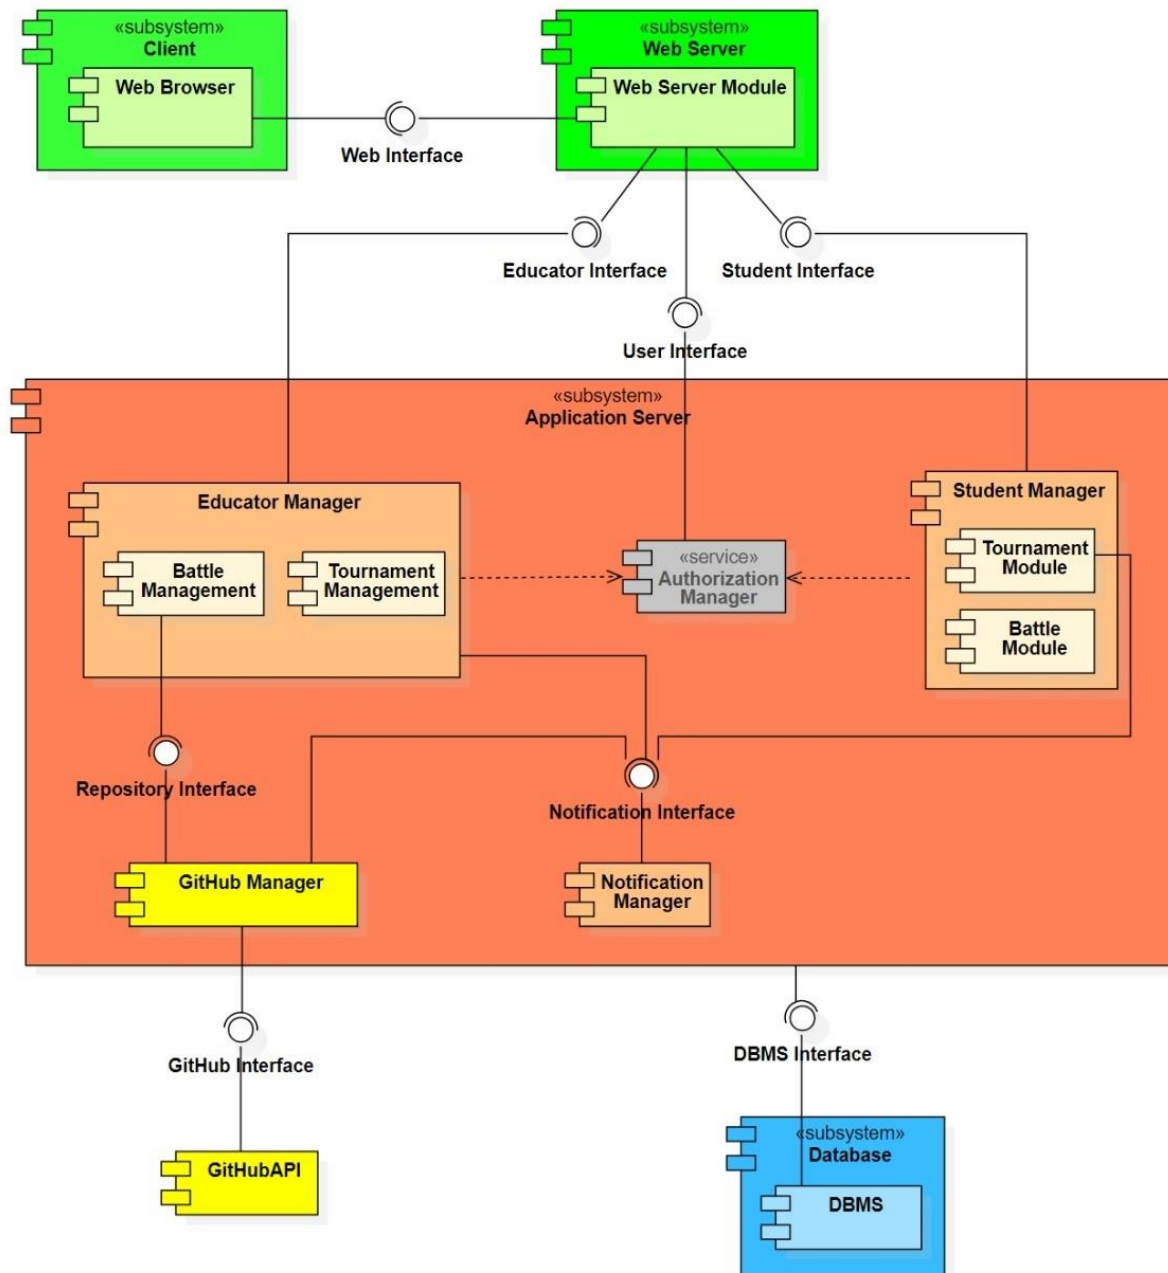 «subsystem»
Client
Web Browser
«subsystem»
Web Server
Web Server Module
Web Interface
Educator Interface
Student Interface
User Interface
«subsystem»
Application Server
Educator Manager
Battle
Management
Tournament
Management
«service»
Authorization
Manager
Student Manager
Tournament
Module
Battle
Module
Repository Interface
Notification Interface
GitHub Manager
Notification
Manager
GitHub Interface
DBMS Interface
GitHubAPI
«subsystem»
Database
DBMS